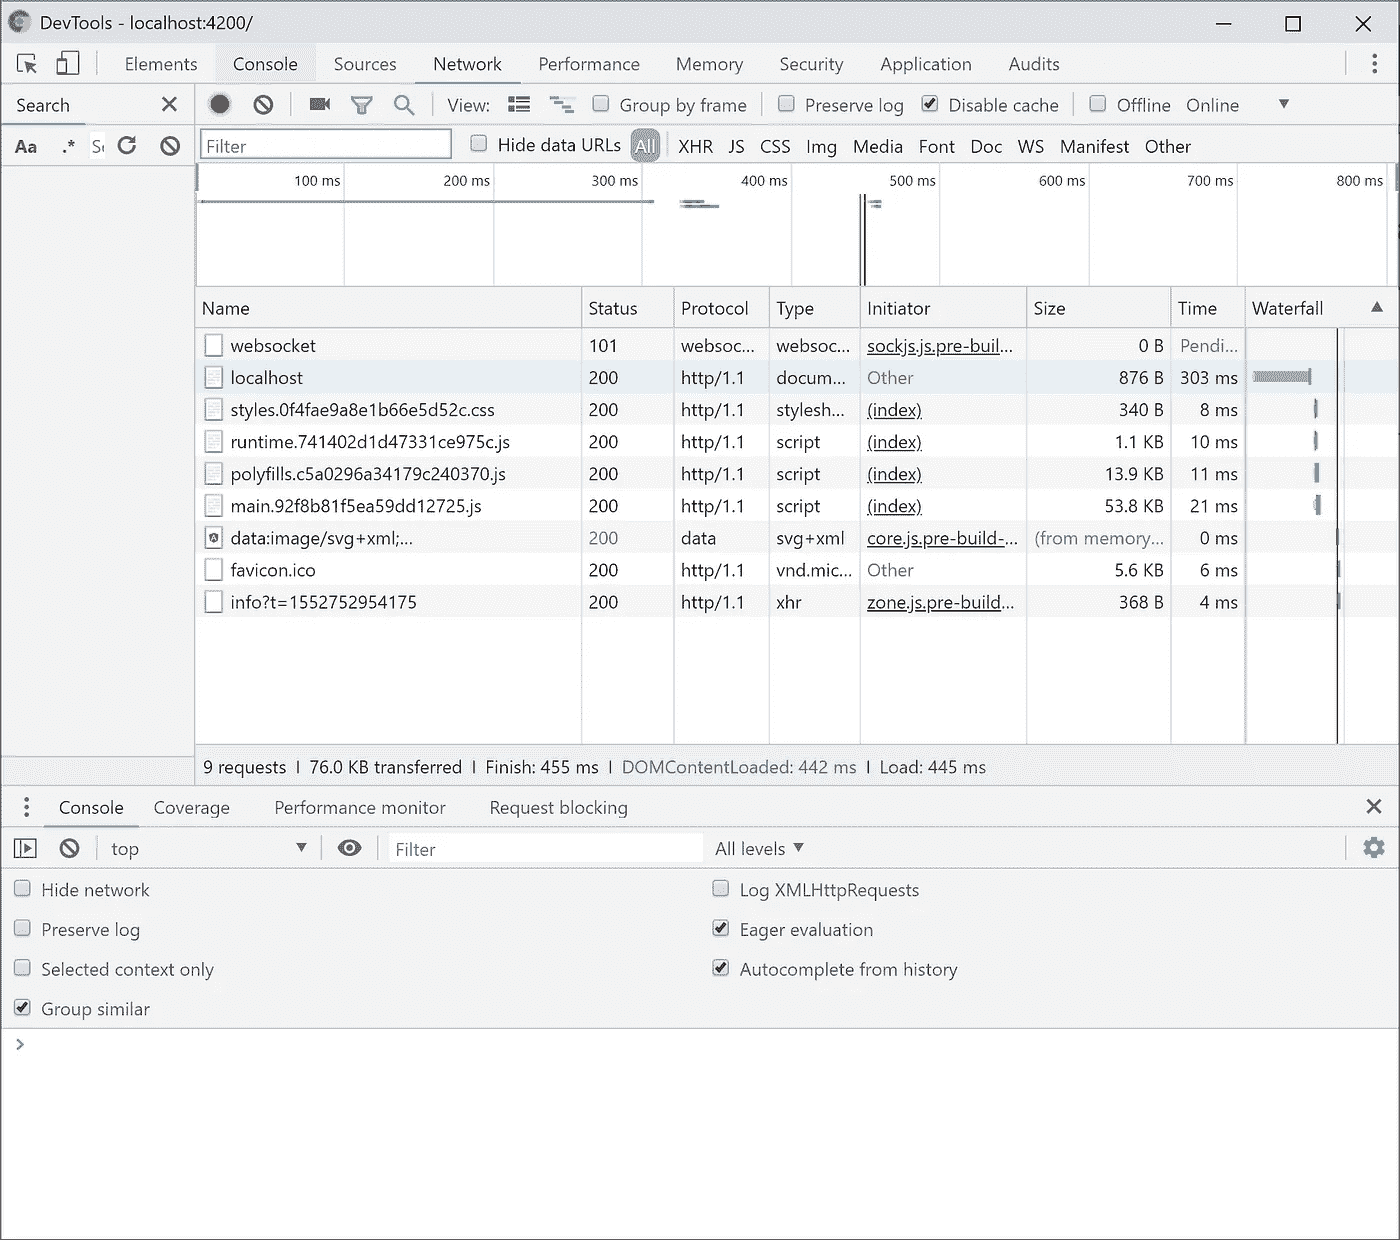 DevTools - localhost:4200/
Elements Console Sources Network Performance Memory Security Application Audits
Search View: Group by frame Preserve log Disable cache Offline Online
Aa .* Filter Hide data URLs All XHR JS CSS Img Media Font Doc WS Manifest Other
100 ms 200 ms 300 ms 400 ms 500 ms 600 ms 700 ms 800 ms
Name Status Protocol Type Initiator Size Time Waterfall
websocket 101 websoc... websoc... sockjs.js.pre-buil... 0 B Pendi...
localhost 200 http/1.1 docum... Other 876 B 303 ms
styles.0f4fae9a8e1b66e5d52c.css 200 http/1.1 stylesh... (index) 340 B 8 ms
runtime.741402d1d47331ce975c.js 200 http/1.1 script (index) 1.1 KB 10 ms
polyfills.c5a0296a34179c240370.js 200 http/1.1 script (index) 13.9 KB 11 ms
main.92f8b81f5ea59dd12725.js 200 http/1.1 script (index) 53.8 KB 21 ms
data:image/svg+xml;... 200 data svg+xml core.js.pre-build-... (from memory... 0 ms
favicon.ico 200 http/1.1 vnd.mic... Other 5.6 KB 6 ms
info?t=1552752954175 200 http/1.1 xhr zone.js.pre-build... 368 B 4 ms
9 requests | 76.0 KB transferred | Finish: 455 ms | DOMContentLoaded: 442 ms | Load: 445 ms
Console Coverage Performance monitor Request blocking
top Filter All levels
Hide network Log XMLHttpRequests
Preserve log Eager evaluation
Selected context only Autocomplete from history
Group similar
>